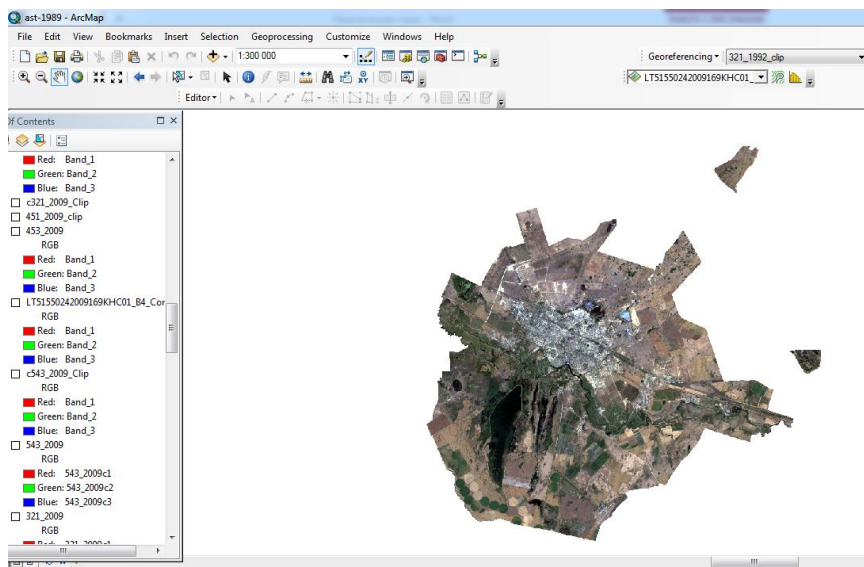 ast-1989 - ArcMap
File Edit View Bookmarks Insert Selection Geoprocessing Customize Windows Help
1:300 000
Georeferencing 321_1992_clip
LT51550242009169KHC01_
Editor
Of Contents
Red: Band_1
Green: Band_2
Blue: Band_3
c321_2009_Clip
451_2009_clip
453_2009
RGB
Red: Band_1
Green: Band_2
Blue: Band_3
LT51550242009169KHC01_B4_Cor
RGB
Red: Band_1
Green: Band_2
Blue: Band_3
c543_2009_Clip
RGB
Red: Band_1
Green: Band_2
Blue: Band_3
543_2009
RGB
Red: 543_2009c1
Green: 543_2009c2
Blue: 543_2009c3
321_2009
RGB
Red: 321_2009c1